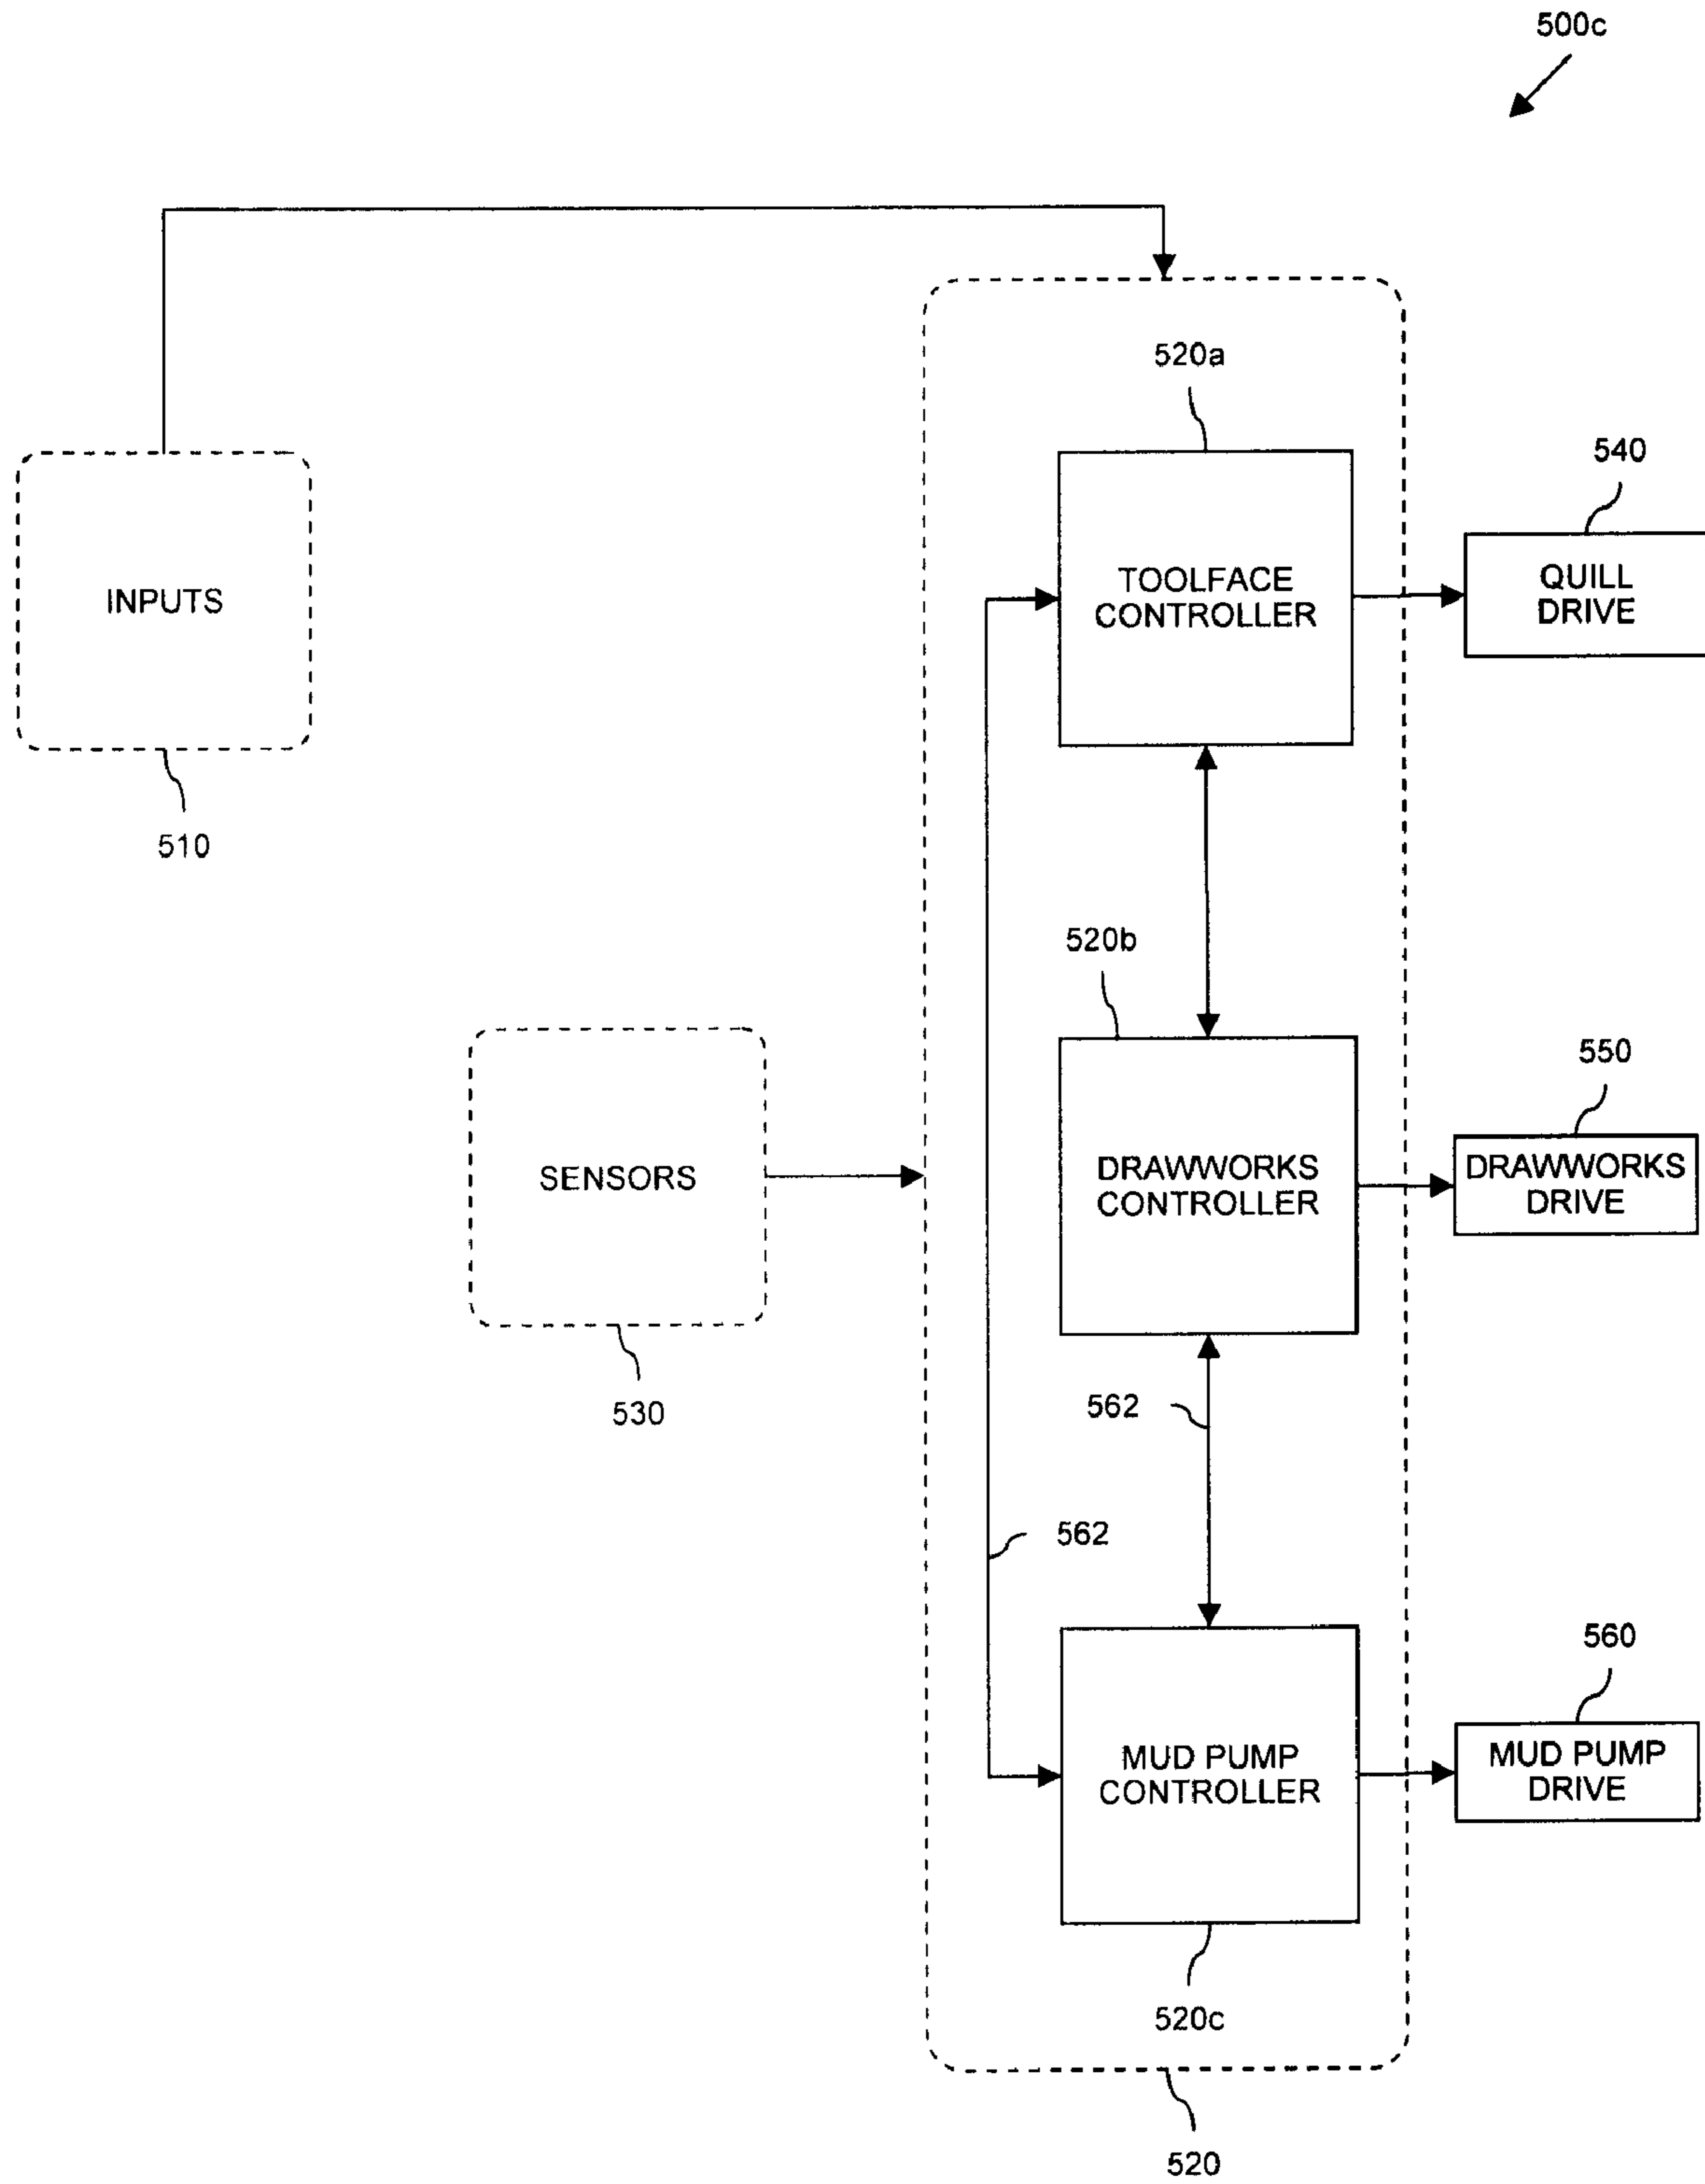 500c
520a
540
INPUTS
TOOLFACE
CONTROLLER
QUILL
DRIVE
510
520b
550
SENSORS
DRAWWORKS
CONTROLLER
DRAWWORKS
DRIVE
530
562
562
560
MUD PUMP
CONTROLLER
MUD PUMP
DRIVE
520c
520